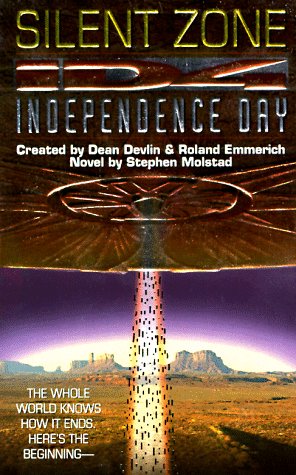 SILENT ZONE
ID4
INDEPENDENCE DAY
Created by Dean Devlin & Roland Emmerich
Novel by Stephen Molstad
THE WHOLE
WORLD KNOWS
HOW IT ENDS.
HERE'S THE
BEGINNING—